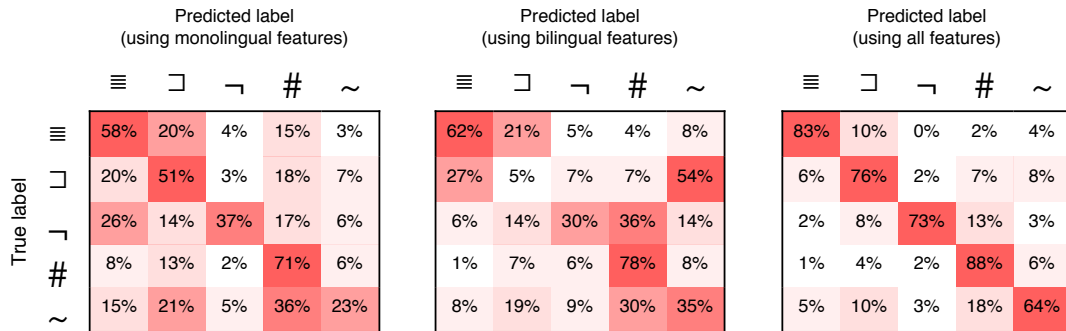 Predicted label Predicted label Predicted label
(using monolingual features) (using bilingual features) (using all features)
≡ ⊐ ¬ # ~ ≡ ⊐ ¬ # ~ ≡ ⊐ ¬ # ~
True label
≡ 58% 20% 4% 15% 3% 62% 21% 5% 4% 8% 83% 10% 0% 2% 4%
⊐ 20% 51% 3% 18% 7% 27% 5% 7% 7% 54% 6% 76% 2% 7% 8%
¬ 26% 14% 37% 17% 6% 6% 14% 30% 36% 14% 2% 8% 73% 13% 3%
# 8% 13% 2% 71% 6% 1% 7% 6% 78% 8% 1% 4% 2% 88% 6%
~ 15% 21% 5% 36% 23% 8% 19% 9% 30% 35% 5% 10% 3% 18% 64%